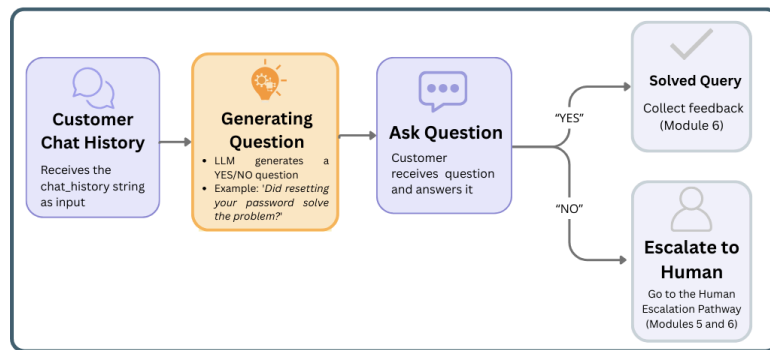 Customer
Chat History
Receives the
chat_history string
as input
Generating
Question
• LLM generates a
YES/NO question
• Example: 'Did resetting
your password solve
the problem?'
Ask Question
Customer
receives question
and answers it
“YES”
“NO”
Solved Query
Collect feedback
(Module 6)
Escalate to
Human
Go to the Human
Escalation Pathway
(Modules 5 and 6)